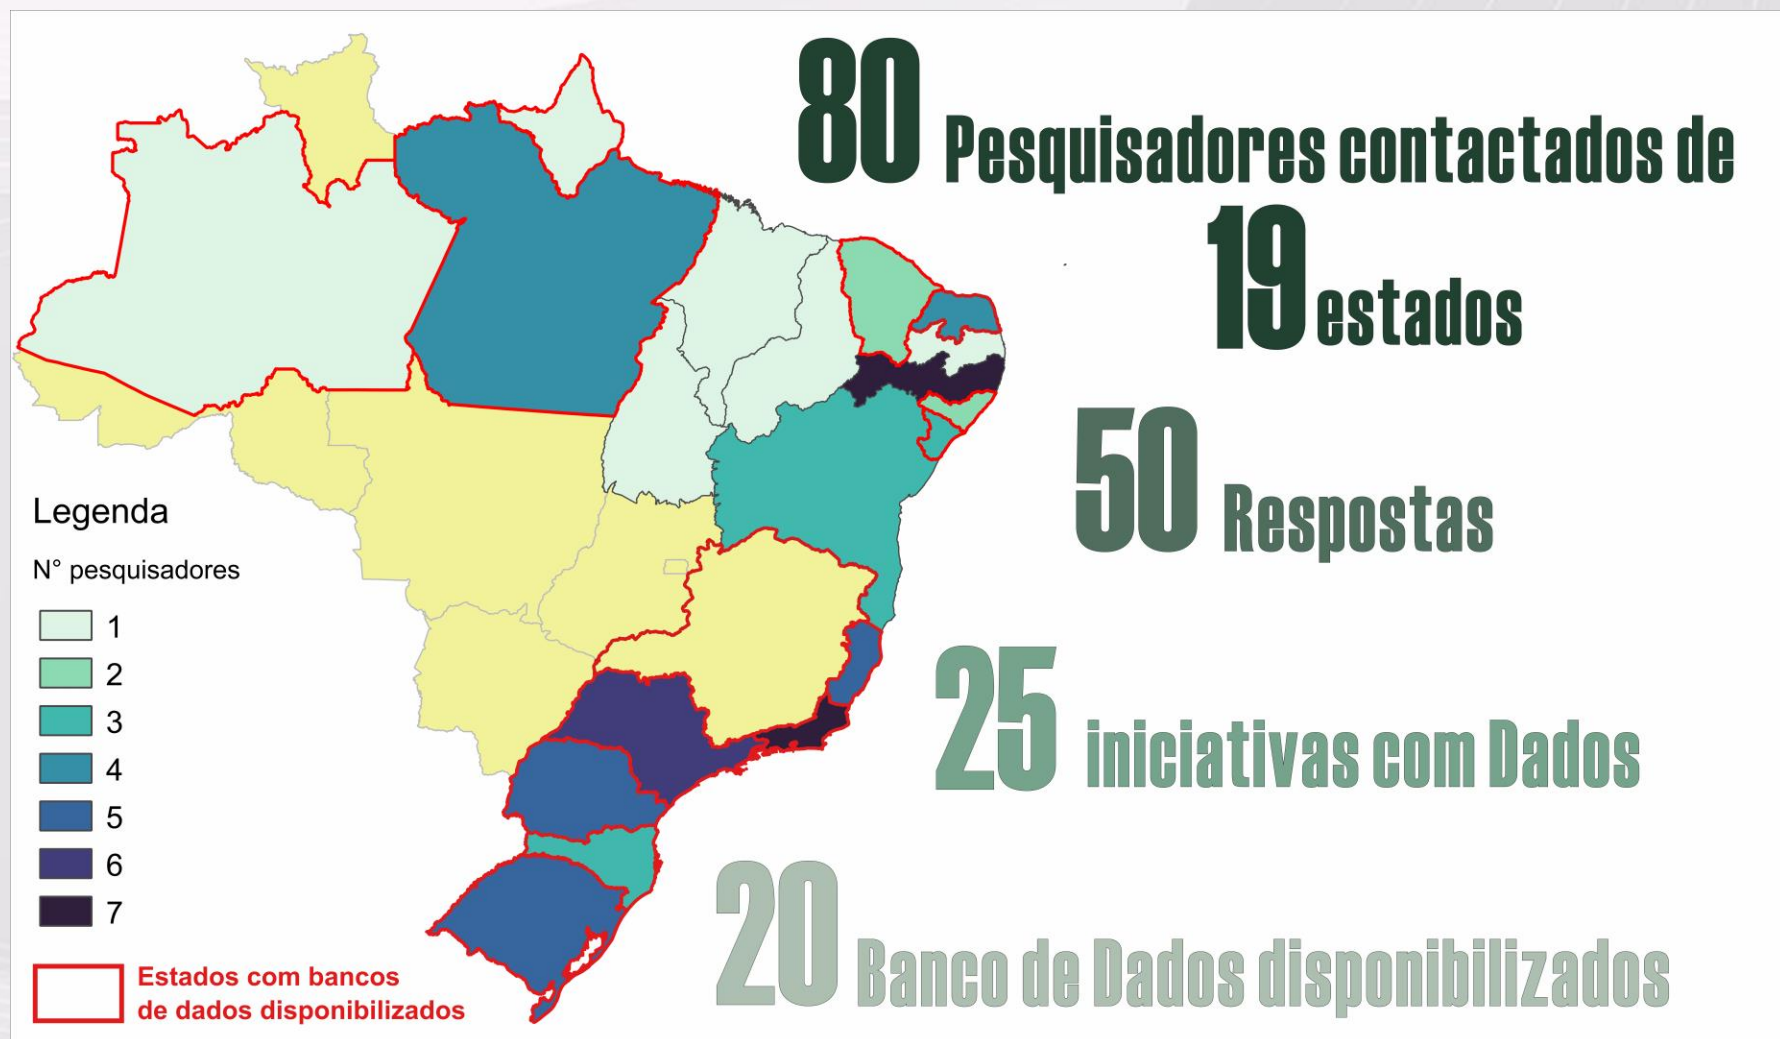 80 Pesquisadores contactados de
19 estados
50 Respostas
25 iniciativas com Dados
20 Banco de Dados disponibilizados
Legenda
N° pesquisadores
1
2
3
4
5
6
7
Estados com bancos
de dados disponibilizados